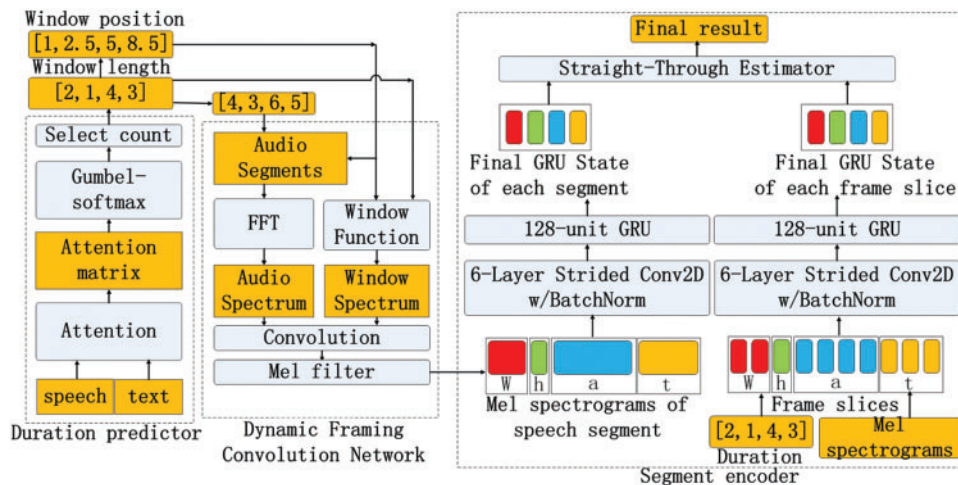 Window position
[1, 2.5, 5, 8.5]
Window length
[2, 1, 4, 3]
[4, 3, 6, 5]
Select count
Gumbel-
softmax
Attention
matrix
Attention
speech
text
Duration predictor
Audio
Segments
FFT
Window
Function
Audio
Spectrum
Window
Spectrum
Convolution
Mel filter
Dynamic Framing
Convolution Network
Final result
Straight-Through Estimator
Final GRU State
of each segment
Final GRU State
of each frame slice
128-unit GRU
128-unit GRU
6-Layer Strided Conv2D
w/BatchNorm
6-Layer Strided Conv2D
w/BatchNorm
W h a t
Mel spectrograms of
speech segment
W h a t
Frame slices
[2, 1, 4, 3]
Duration
Mel
spectrograms
Segment encoder